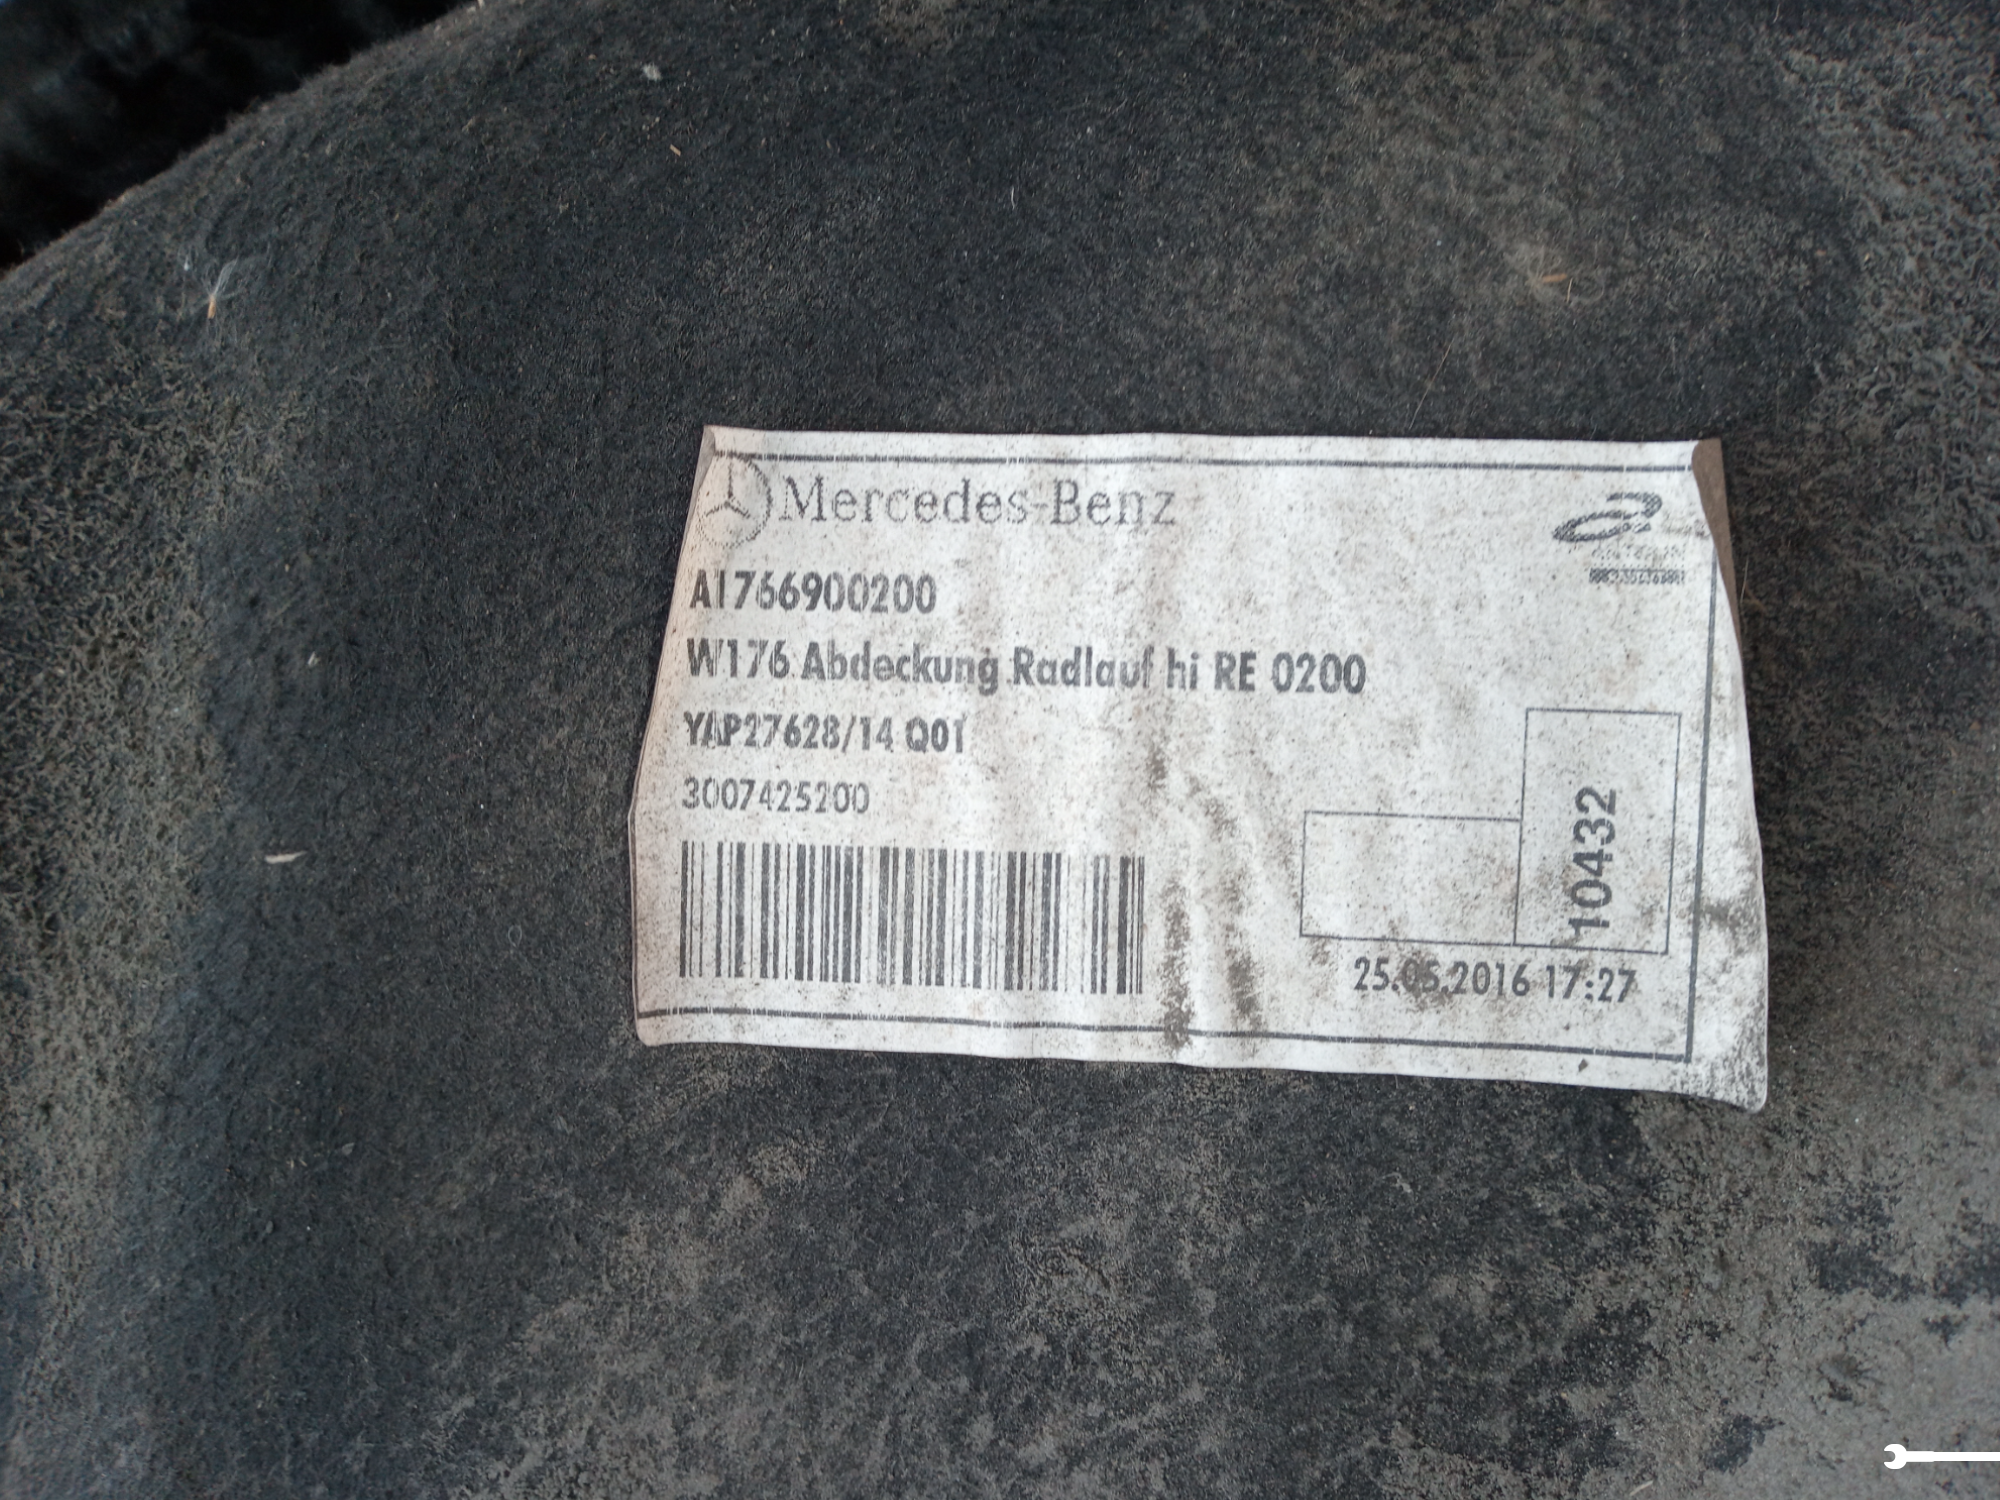 Mercedes-Benz
A1766900200
W176 Abdeckung Radlauf hi RE 0200
YAP27628/14 Q01
3007425200
10432
25.05.2016 17:27